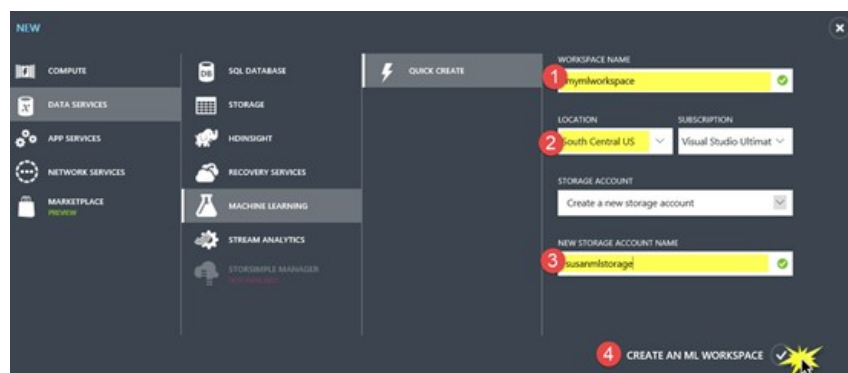 NEW
COMPUTE
DATA SERVICES
APP SERVICES
NETWORK SERVICES
MARKETPLACE
PREVIEW
DB
SQL DATABASE
STORAGE
HDINSIGHT
RECOVERY SERVICES
MACHINE LEARNING
STREAM ANALYTICS
STORSIMPLE MANAGER
QUICK CREATE
WORKSPACE NAME
1 mymlworkspace
LOCATION SUBSCRIPTION
2 South Central US Visual Studio Ultimat
STORAGE ACCOUNT
Create a new storage account
NEW STORAGE ACCOUNT NAME
3 susanmlstorage
4 CREATE AN ML WORKSPACE